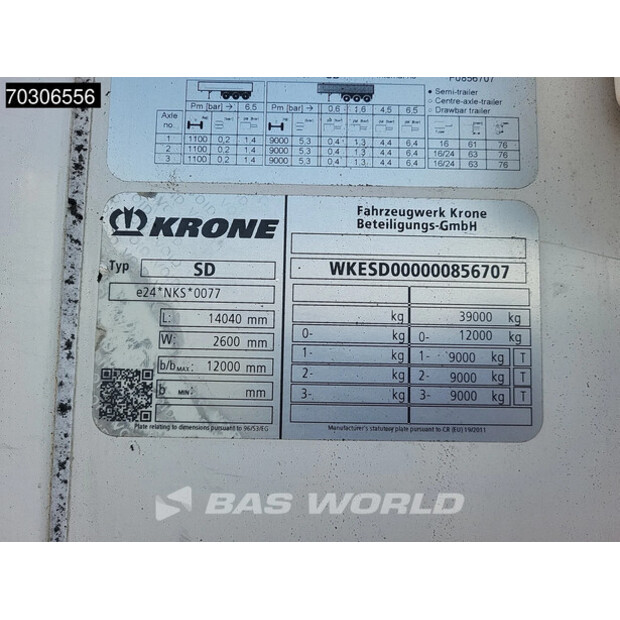 70306556
F0856707
• Semi-trailer
○ Centre-axle-trailer
○ Drawbar trailer
Pm [bar] → 6,5
Pm [bar] → 0,6 1,6 4,5 6,5
Axle no
1 1100 0,2 1.4 9000 5.3 0.4 1.3 4.4 6.4 16 61 76
2 1100 0,2 1.4 9000 5.3 0.4 1.3 4.4 6.4 16/24 63 76
3 1100 0,2 1.4 9000 5.3 0.4 1.3 4.4 6.4 16/24 63 76
KRONE
Fahrzeugwerk Krone
Beteiligungs-GmbH
Typ SD
WKESD000000856707
e24*NKS*0077
L: 14040 mm
W: 2600 mm
b/b MAX: 12000 mm
b MIN: mm
kg 39000 kg
0- kg 0- 12000 kg
1- kg 1- 9000 kg T
2- kg 2- 9000 kg T
3- kg 3- 9000 kg T
Plate relating to dimensions pursuant to 96/53/EG
Manufacturer's statutory plate pursuant to CR (EU) 19/2011
BAS WORLD